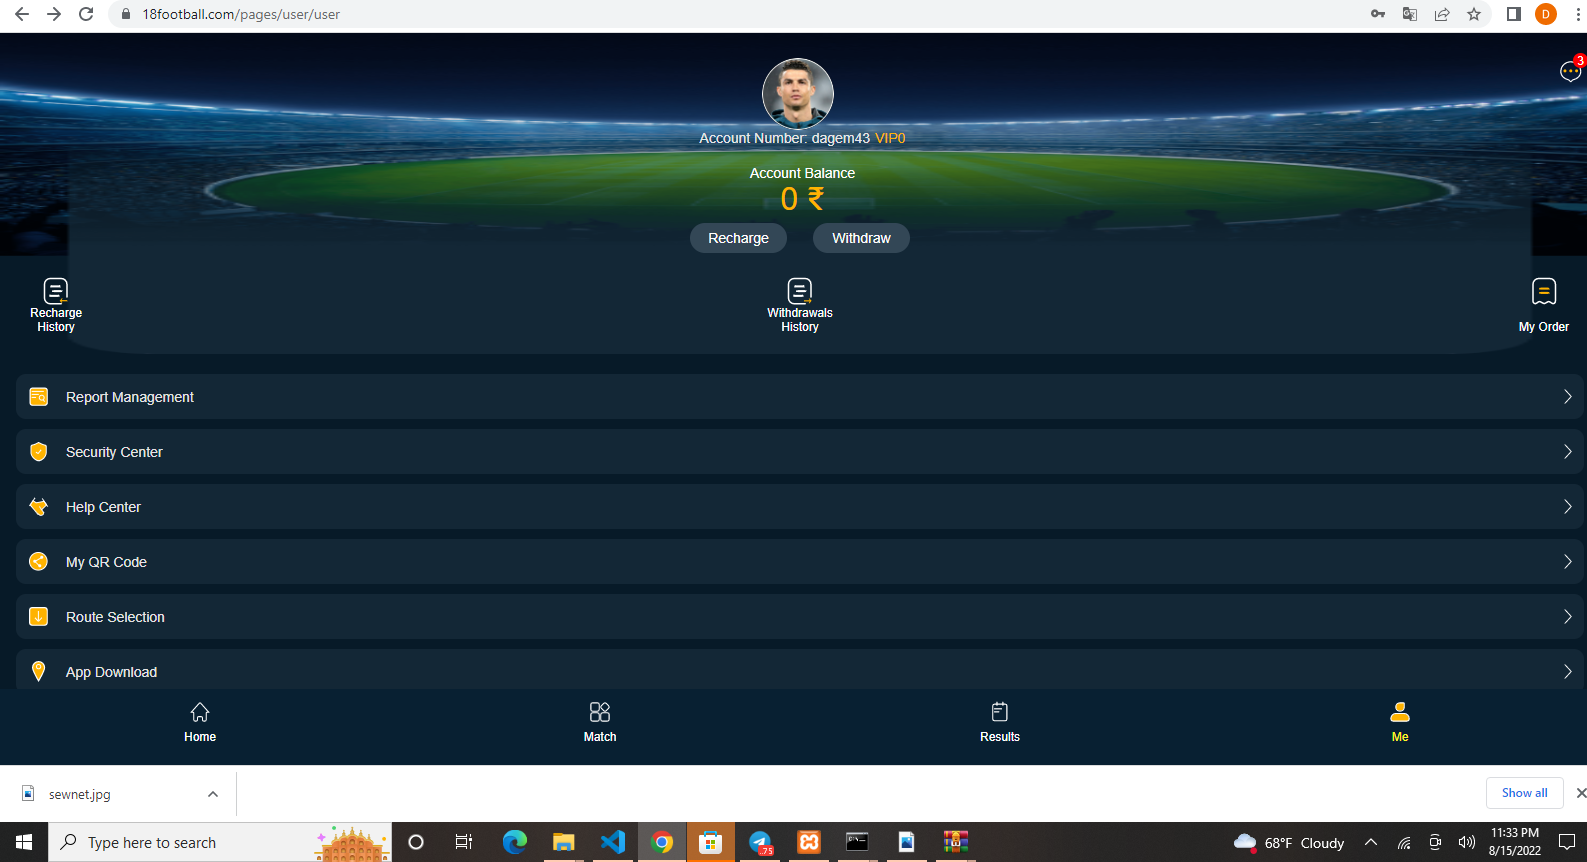 18football.com/pages/user/user
D
3
Account Number: dagem43 VIP0
Account Balance
0 ₹
Recharge
Withdraw
Recharge
History
Withdrawals
History
My Order
Report Management
Security Center
Help Center
My QR Code
Route Selection
App Download
Home
Match
Results
Me
sewnet.jpg
Show all
Type here to search
.75
68°F Cloudy
11:33 PM
8/15/2022